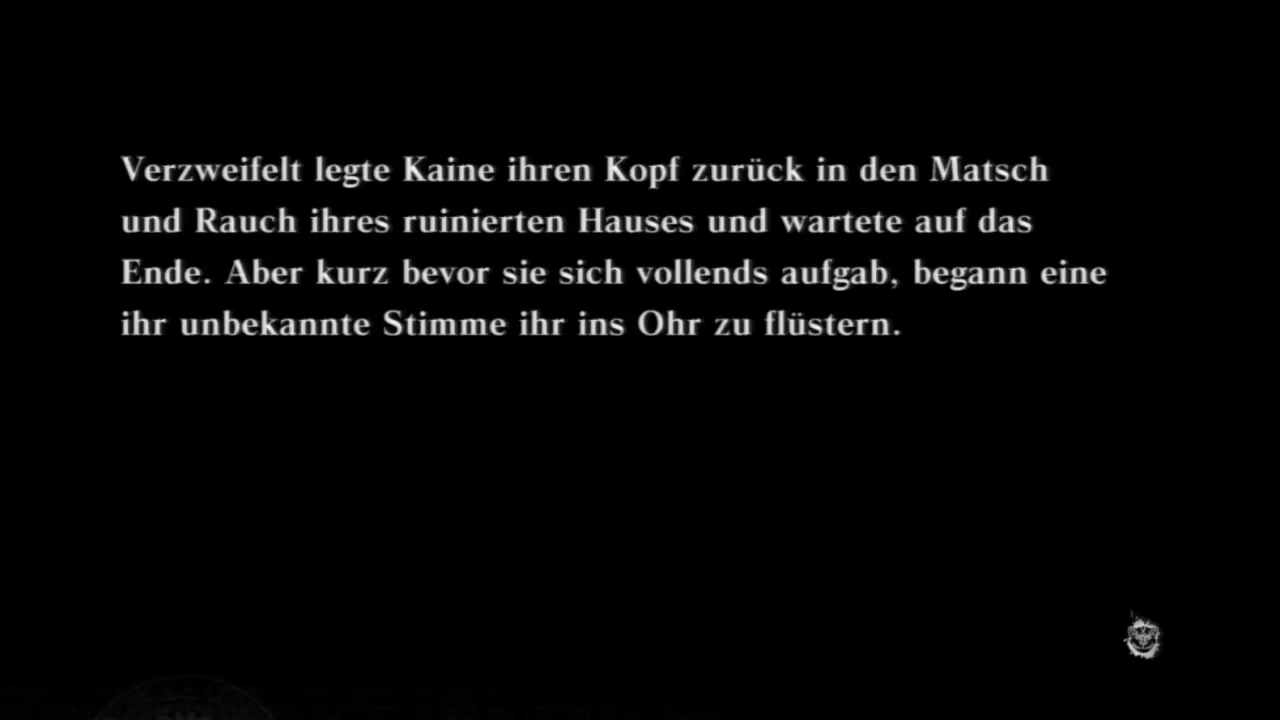 Verzweifelt legte Kaine ihren Kopf zurück in den Matsch
und Rauch ihres ruinierten Hauses und wartete auf das
Ende. Aber kurz bevor sie sich vollends aufgab, begann eine
ihr unbekannte Stimme ihr ins Ohr zu flüstern.